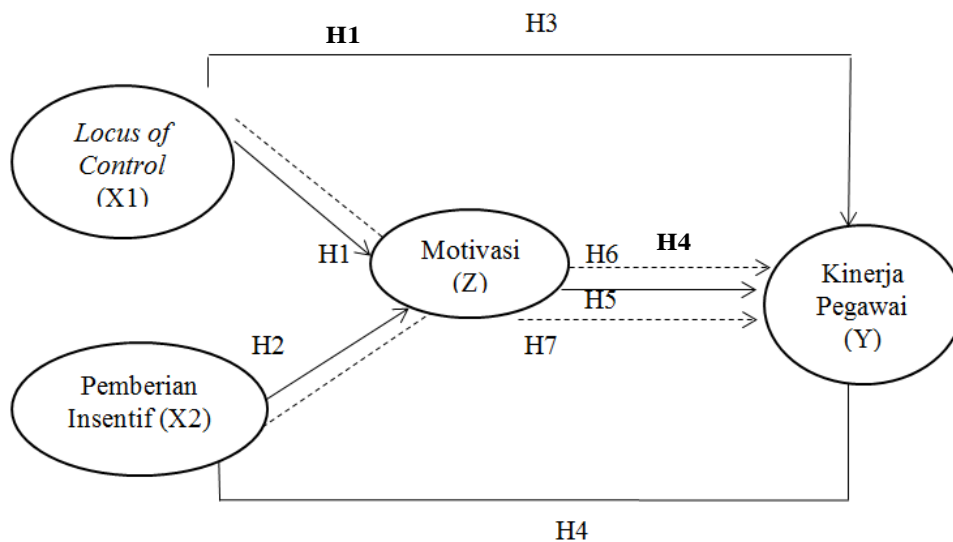 H1
H3
Locus of
Control
(X1)
H1
Motivasi
(Z)
H6
H4
H5
H7
Kinerja
Pegawai
(Y)
H2
Pemberian
Insentif (X2)
H4